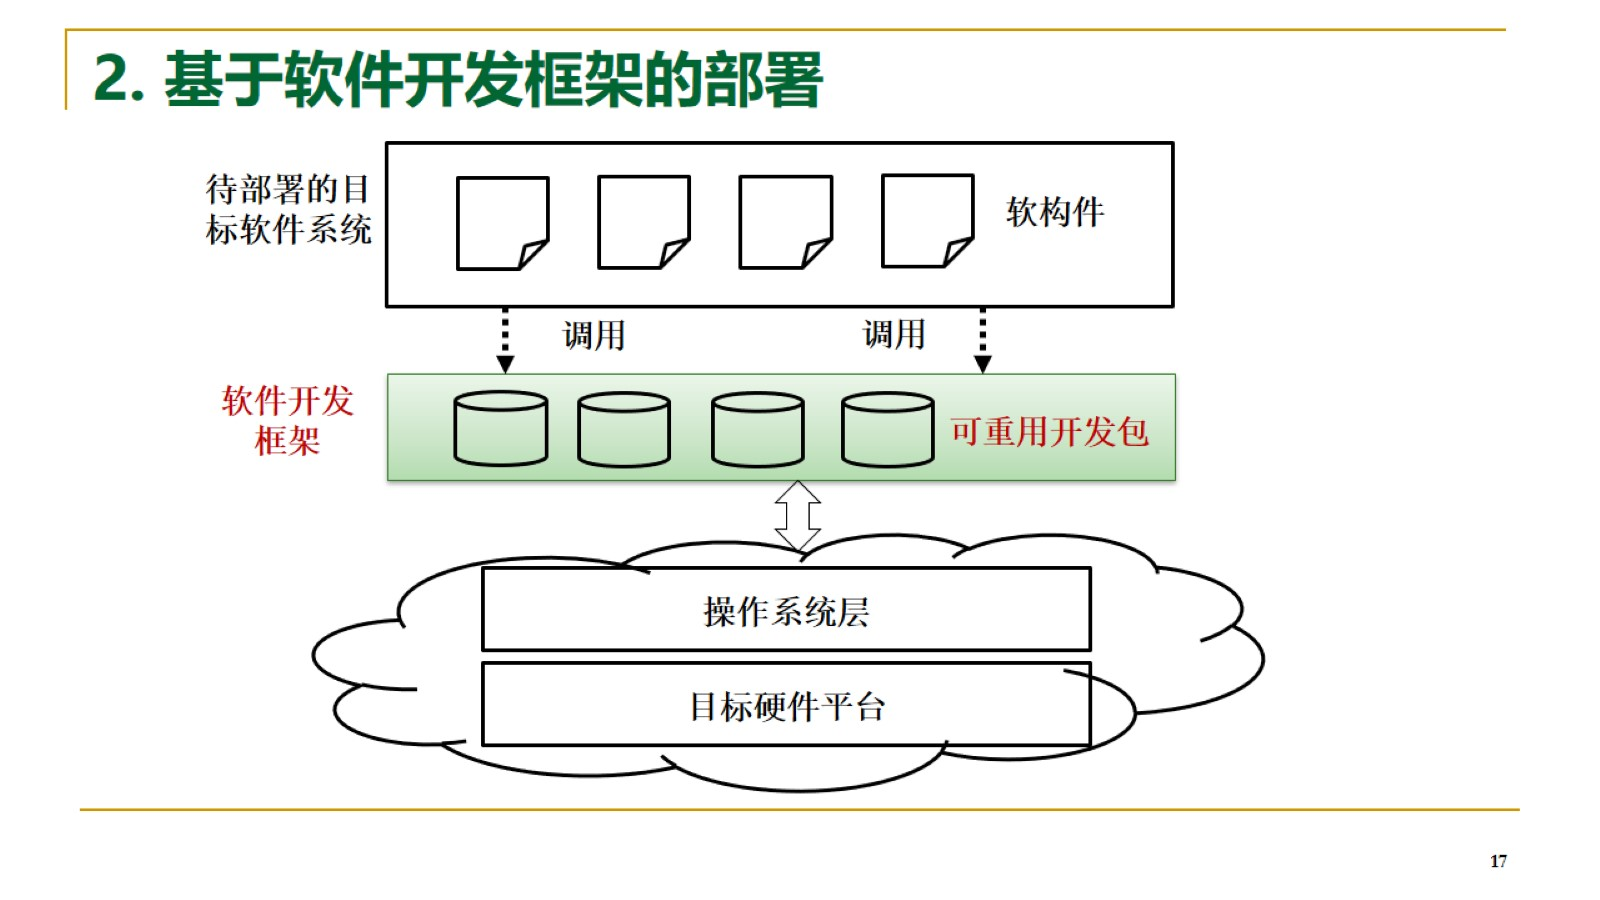 2. 基于软件开发框架的部署
待部署的目
标软件系统
软构件
调用
调用
软件开发
框架
可重用开发包
操作系统层
目标硬件平台
17